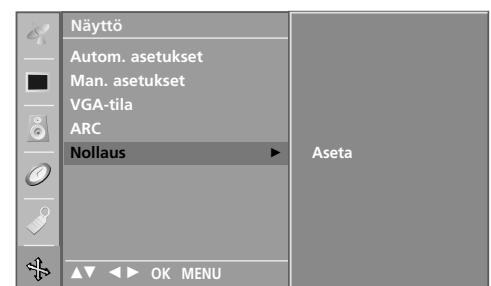 Näyttö
Autom. asetukset
Man. asetukset
VGA-tila
ARC
Nollaus ► Aseta
▲▼ ◄► OK MENU